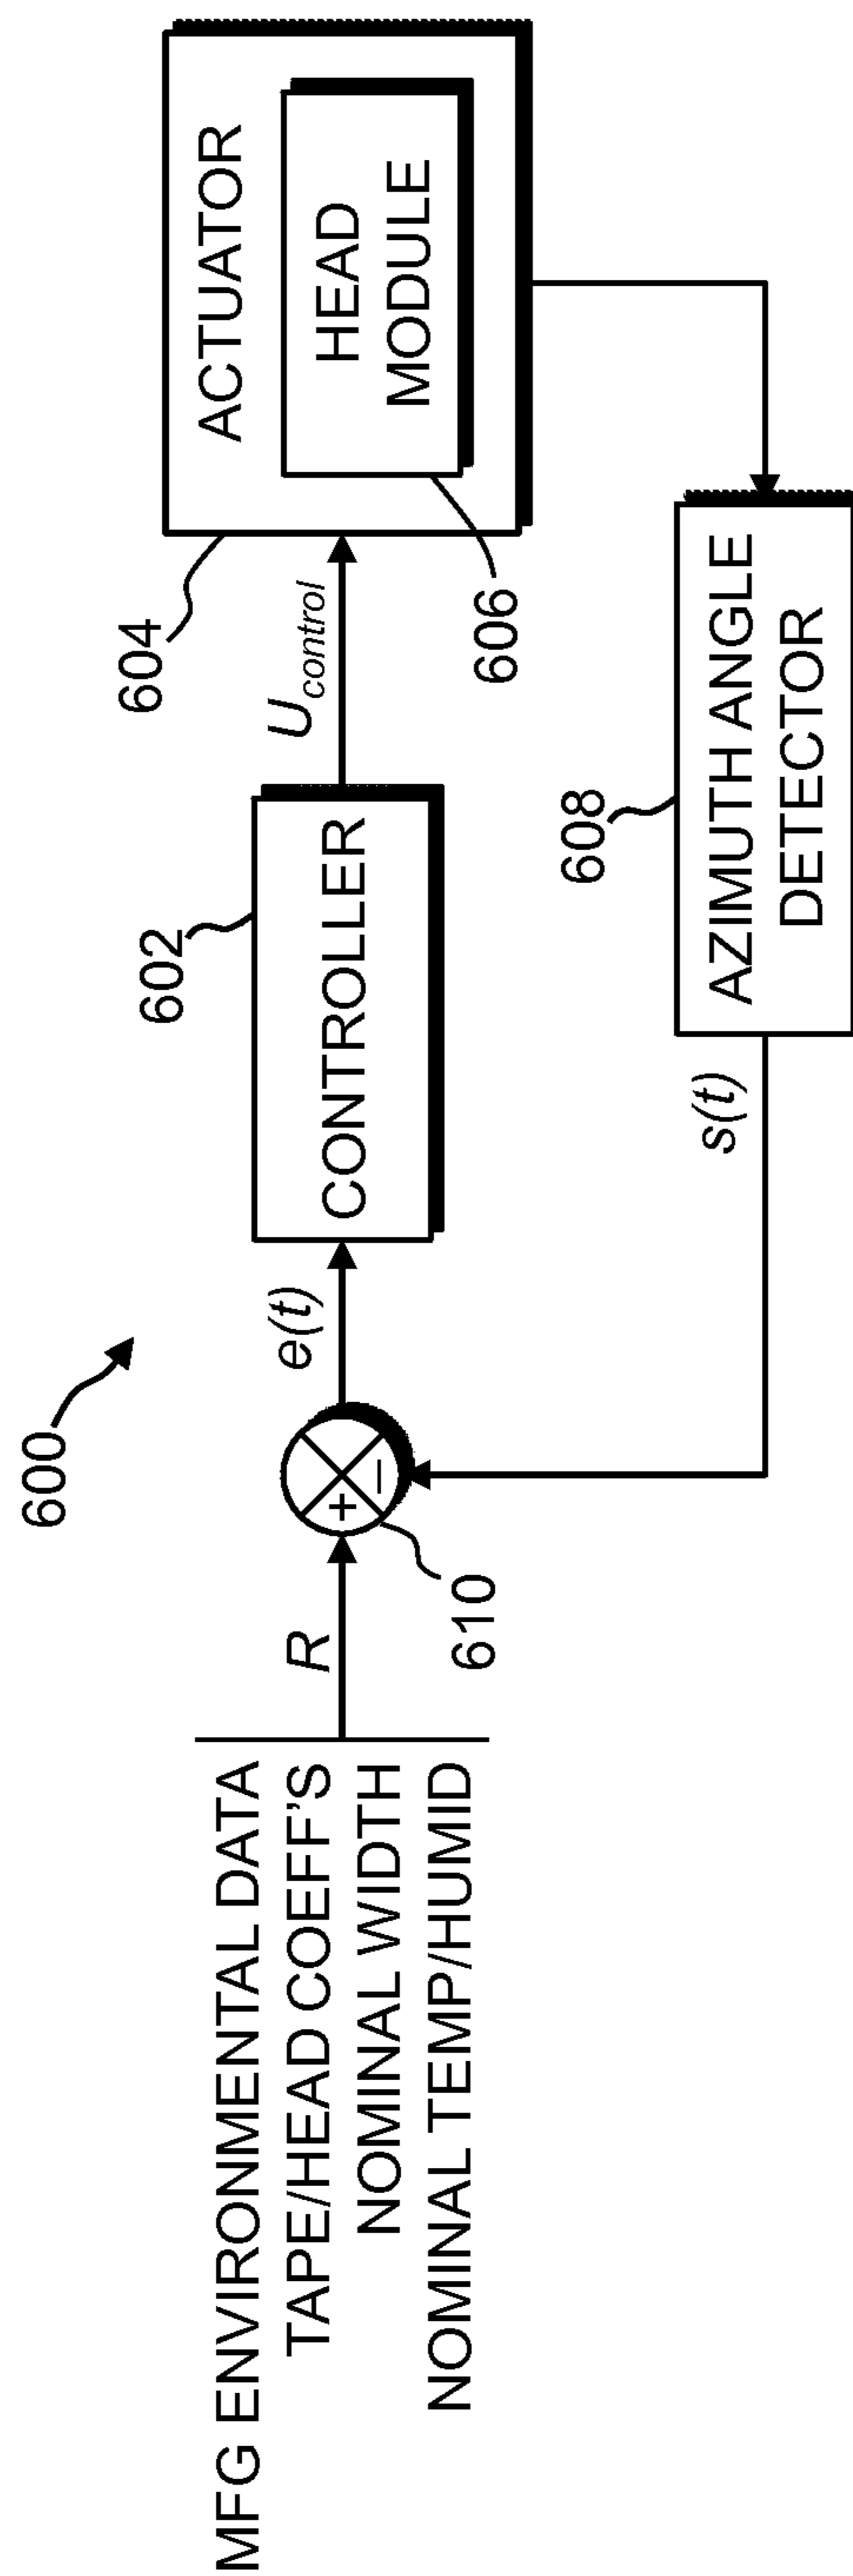 600
MFG ENVIRONMENTAL DATA
TAPE/HEAD COEFF'S
NOMINAL WIDTH
NOMINAL TEMP/HUMID
R
+
−
610
e(t)
602
CONTROLLER
U control
604
ACTUATOR
HEAD
MODULE
606
608
AZIMUTH ANGLE
DETECTOR
s(t)